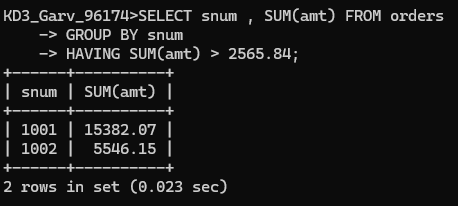 KD3_Garv_96174>SELECT snum , SUM(amt) FROM orders
    -> GROUP BY snum
    -> HAVING SUM(amt) > 2565.84;
+------+----------+
| snum | SUM(amt) |
+------+----------+
| 1001 | 15382.07 |
| 1002 |  5546.15 |
+------+----------+
2 rows in set (0.023 sec)